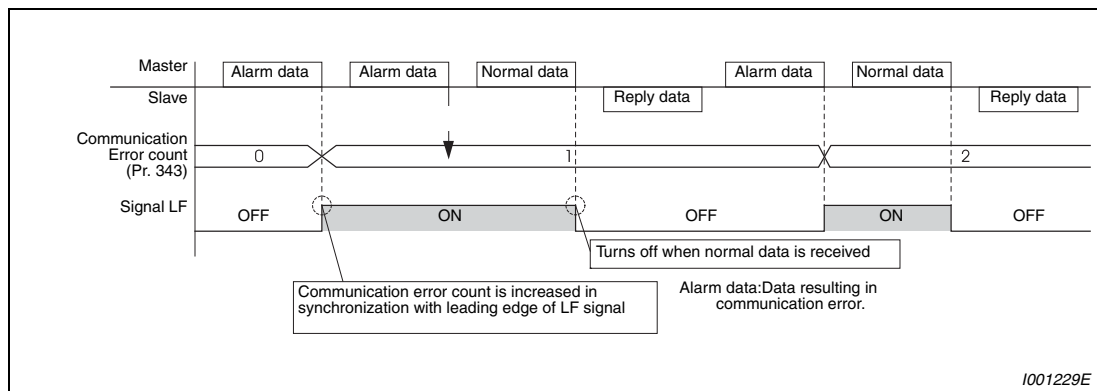 Master
Alarm data
Alarm data
Normal data
Alarm data
Normal data
Slave
Reply data
Reply data
Communication
Error count
(Pr. 343)
0
1
2
Signal LF
OFF
ON
OFF
ON
OFF
Turns off when normal data is received
Communication error count is increased in
synchronization with leading edge of LF signal
Alarm data:Data resulting in
communication error.
I001229E